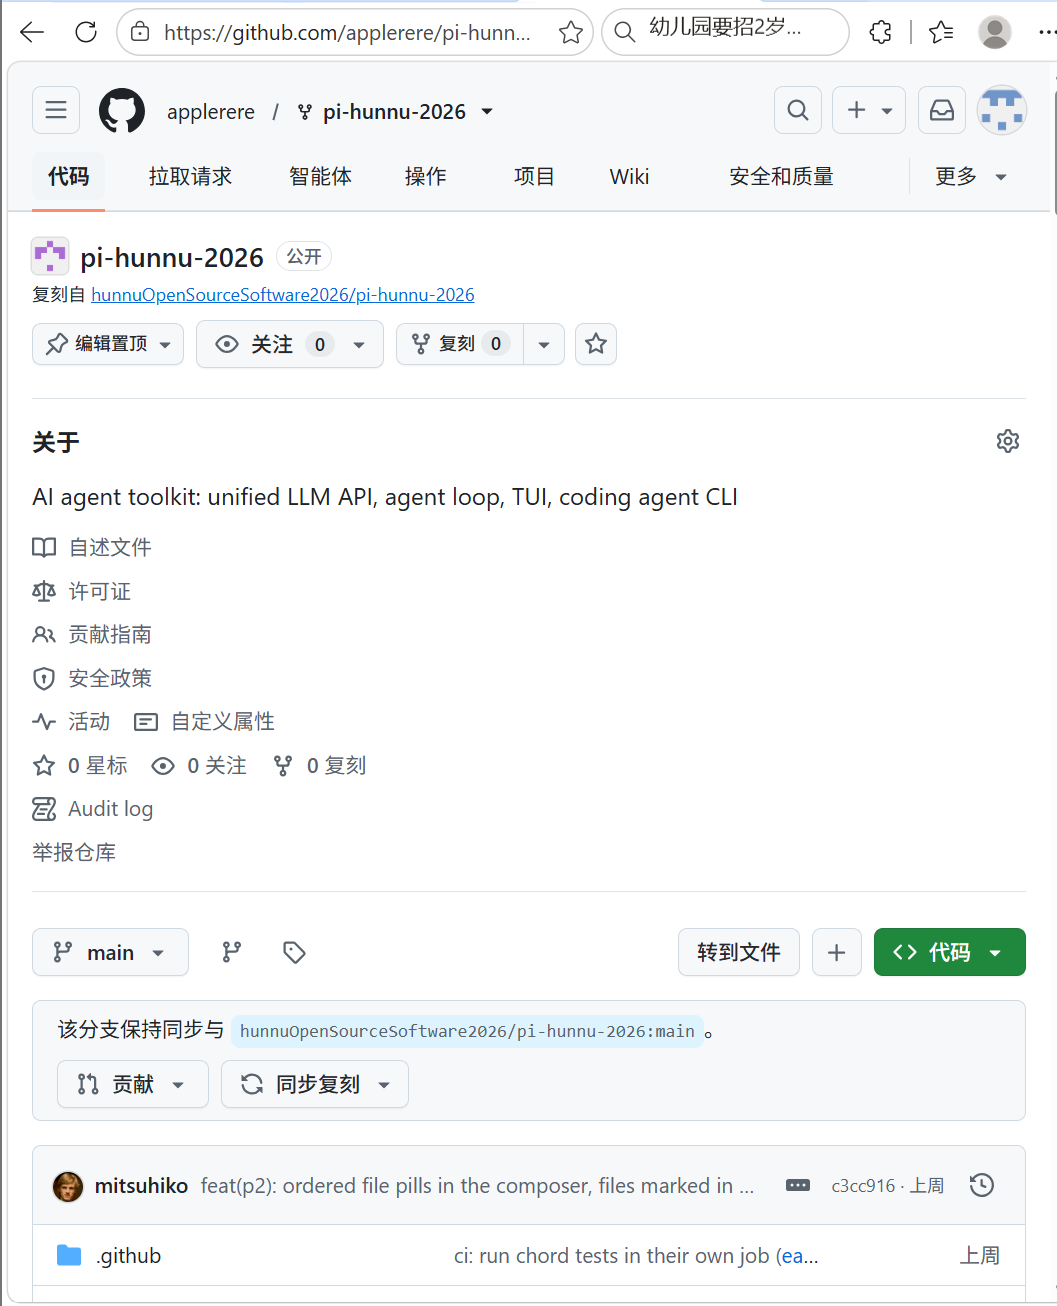 https://github.com/applerere/pi-hunn...
幼儿园要招2岁...
applerere / pi-hunnu-2026
代码 拉取请求 智能体 操作 项目 Wiki 安全和质量 更多
pi-hunnu-2026 公开
复刻自 hunnuOpenSourceSoftware2026/pi-hunnu-2026
编辑置顶 关注 0 复刻 0
关于
AI agent toolkit: unified LLM API, agent loop, TUI, coding agent CLI
自述文件
许可证
贡献指南
安全政策
活动 自定义属性
0 星标 0 关注 0 复刻
Audit log
举报仓库
main 转到文件 代码
该分支保持同步与 hunnuOpenSourceSoftware2026/pi-hunnu-2026:main 。
贡献 同步复刻
mitsuhiko feat(p2): ordered file pills in the composer, files marked in ... c3cc916 · 上周
.github ci: run chord tests in their own job (ea... 上周